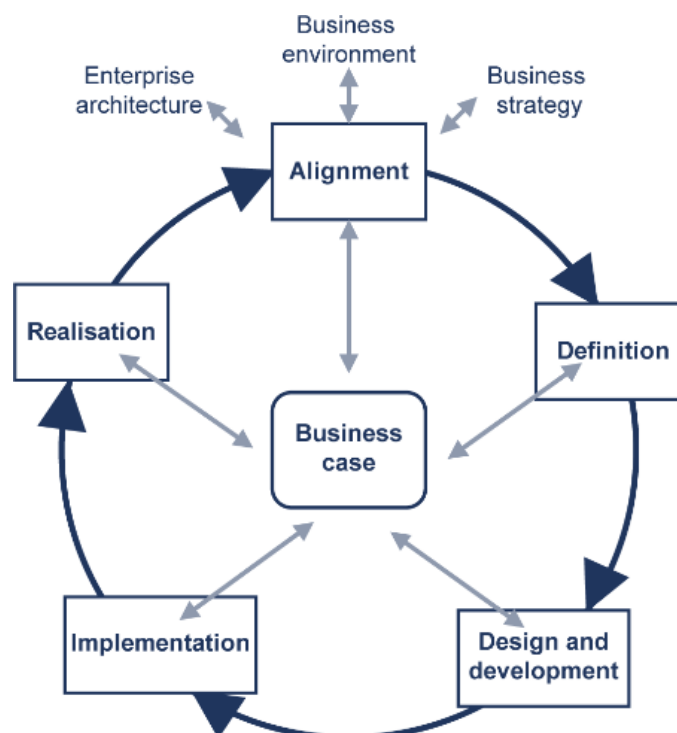 Business
environment
Enterprise
architecture
Business
strategy
Alignment
Realisation
Definition
Business
case
Implementation
Design and
development